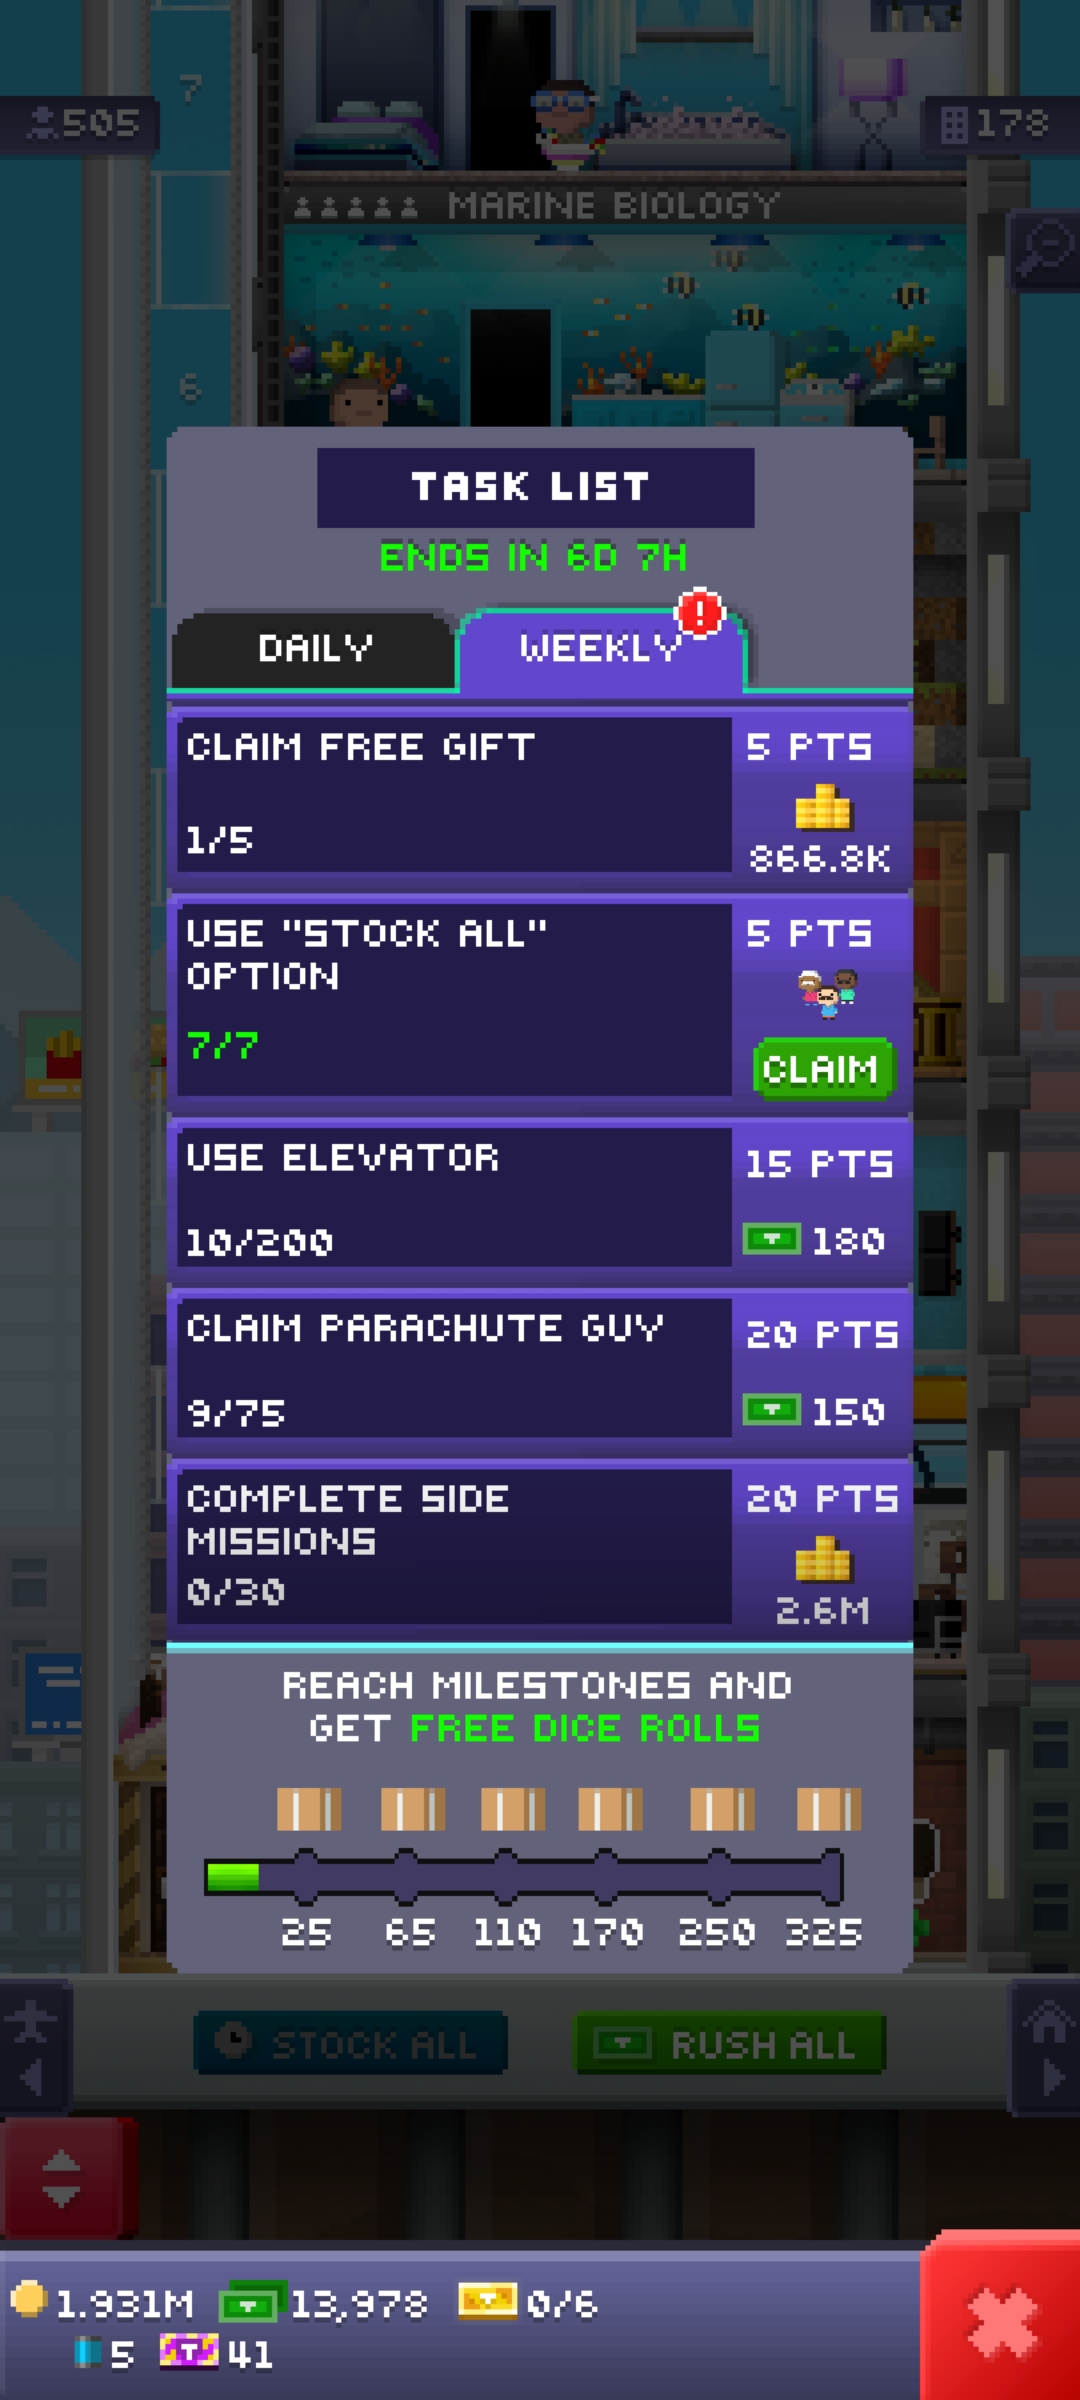 7
505
178
MARINE BIOLOGY
6
TASK LIST
ENDS IN 6D 7H
DAILY
WEEKLY
!
CLAIM FREE GIFT
5 PTS
1/5
866.8K
USE "STOCK ALL"
OPTION
5 PTS
7/7
CLAIM
USE ELEVATOR
15 PTS
10/200
180
CLAIM PARACHUTE GUY
20 PTS
9/75
150
COMPLETE SIDE
MISSIONS
20 PTS
0/30
2.6M
REACH MILESTONES AND
GET FREE DICE ROLLS
25 65 110 170 250 325
STOCK ALL
RUSH ALL
1.931M 13,978 0/6
5 T 41